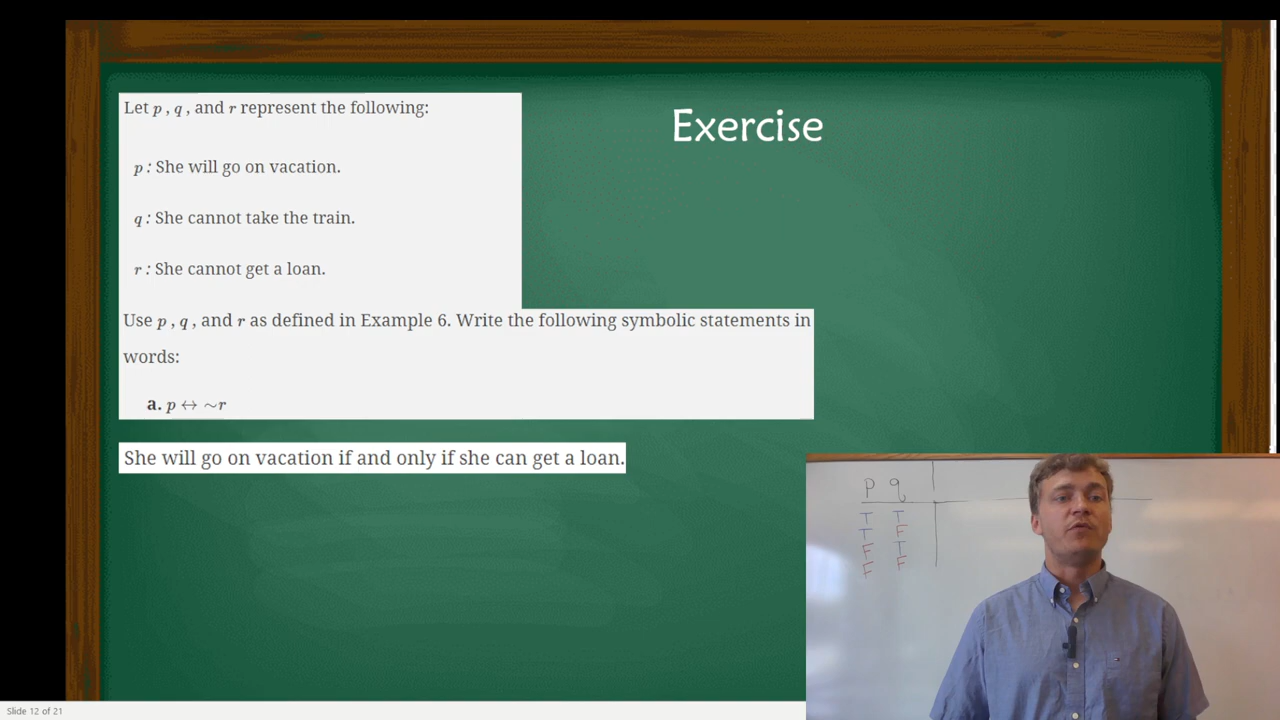 Exercise
Let p , q , and r represent the following:
p : She will go on vacation.
q : She cannot take the train.
r : She cannot get a loan.
Use p , q , and r as defined in Example 6. Write the following symbolic statements in
words:
a. p ↔ ~r
She will go on vacation if and only if she can get a loan.
p q
T T
T F
F T
F F
Slide 12 of 21